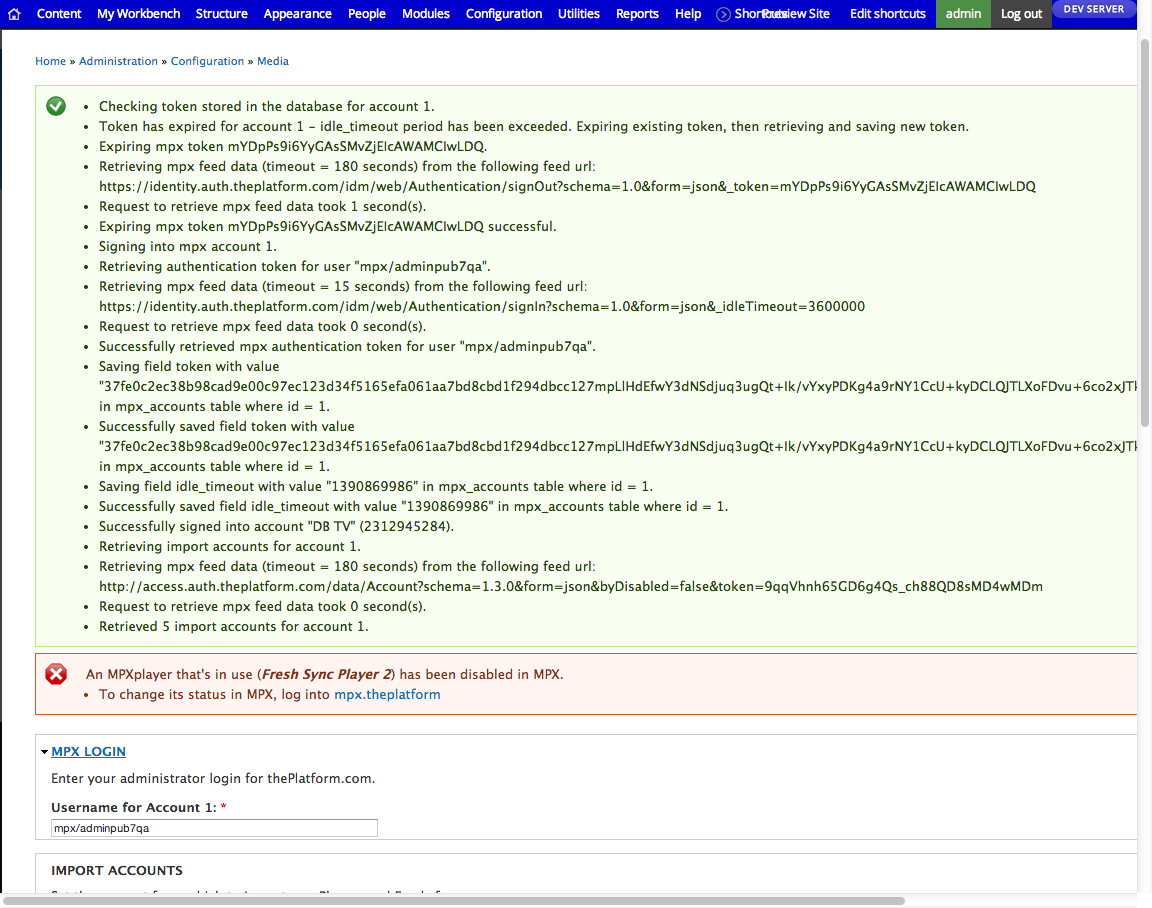 Content My Workbench Structure Appearance People Modules Configuration Utilities Reports Help Shortcuts Preview Site Edit shortcuts admin Log out DEV SERVER
Home » Administration » Configuration » Media
Checking token stored in the database for account 1.
Token has expired for account 1 – idle_timeout period has been exceeded. Expiring existing token, then retrieving and saving new token.
Expiring mpx token mYDpPs9i6YyGAsSMvZjEIcAWAMCIwLDQ.
Retrieving mpx feed data (timeout = 180 seconds) from the following feed url:
https://identity.auth.theplatform.com/idm/web/Authentication/signOut?schema=1.0&form=json&_token=mYDpPs9i6YyGAsSMvZjEIcAWAMCIwLDQ
Request to retrieve mpx feed data took 1 second(s).
Expiring mpx token mYDpPs9i6YyGAsSMvZjEIcAWAMCIwLDQ successful.
Signing into mpx account 1.
Retrieving authentication token for user "mpx/adminpub7qa".
Retrieving mpx feed data (timeout = 15 seconds) from the following feed url:
https://identity.auth.theplatform.com/idm/web/Authentication/signIn?schema=1.0&form=json&_idleTimeout=3600000
Request to retrieve mpx feed data took 0 second(s).
Successfully retrieved mpx authentication token for user "mpx/adminpub7qa".
Saving field token with value
"37fe0c2ec38b98cad9e00c97ec123d34f5165efa061aa7bd8cbd1f294dbcc127mpLlHdEfwY3dNSdjuq3ugQt+Ik/vYxyPDKg4a9rNY1CcU+kyDCLQJTLXoFDvu+6co2xJTl
in mpx_accounts table where id = 1.
Successfully saved field token with value
"37fe0c2ec38b98cad9e00c97ec123d34f5165efa061aa7bd8cbd1f294dbcc127mpLlHdEfwY3dNSdjuq3ugQt+Ik/vYxyPDKg4a9rNY1CcU+kyDCLQJTLXoFDvu+6co2xJTl
in mpx_accounts table where id = 1.
Saving field idle_timeout with value "1390869986" in mpx_accounts table where id = 1.
Successfully saved field idle_timeout with value "1390869986" in mpx_accounts table where id = 1.
Successfully signed into account "DB TV" (2312945284).
Retrieving import accounts for account 1.
Retrieving mpx feed data (timeout = 180 seconds) from the following feed url:
http://access.auth.theplatform.com/data/Account?schema=1.3.0&form=json&byDisabled=false&token=9qqVhnh65GD6g4Qs_ch88QD8sMD4wMDm
Request to retrieve mpx feed data took 0 second(s).
Retrieved 5 import accounts for account 1.
An MPXplayer that's in use (Fresh Sync Player 2) has been disabled in MPX.
To change its status in MPX, log into mpx.theplatform
MPX LOGIN
Enter your administrator login for thePlatform.com.
Username for Account 1: *
mpx/adminpub7qa
IMPORT ACCOUNTS